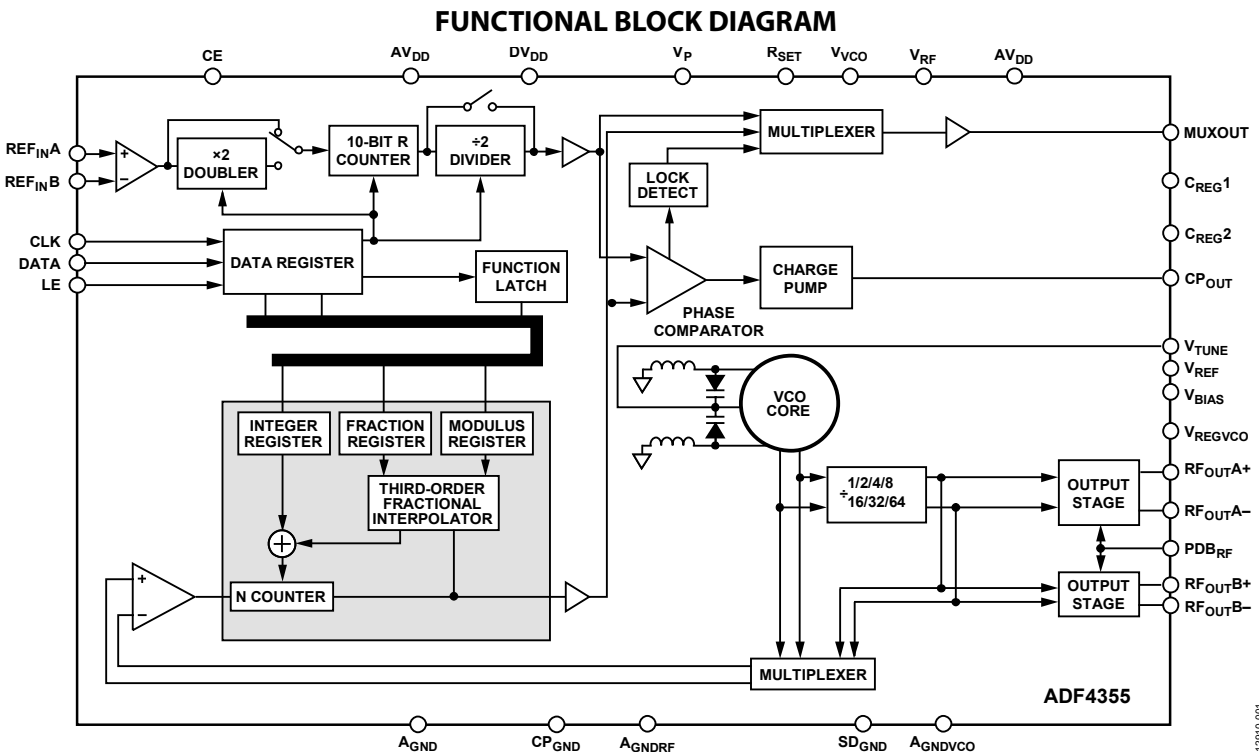 FUNCTIONAL BLOCK DIAGRAM
CE
AVDD
DVDD
VP
RSET
VVCO
VRF
AVDD
REFINA
REFINB
+
−
×2
DOUBLER
10-BIT R
COUNTER
÷2
DIVIDER
MULTIPLEXER
MUXOUT
LOCK
DETECT
CREG1
CREG2
CLK
DATA
LE
DATA REGISTER
FUNCTION
LATCH
CHARGE
PUMP
CPOUT
PHASE
COMPARATOR
VTUNE
VREF
VBIAS
VREGVCO
VCO
CORE
INTEGER
REGISTER
FRACTION
REGISTER
MODULUS
REGISTER
THIRD-ORDER
FRACTIONAL
INTERPOLATOR
+
÷ 1/2/4/8
16/32/64
OUTPUT
STAGE
RFOUTA+
RFOUTA−
PDBRF
OUTPUT
STAGE
RFOUTB+
RFOUTB−
+
−
N COUNTER
MULTIPLEXER
ADF4355
AGND
CPGND
AGNDRF
SDGND
AGNDVCO